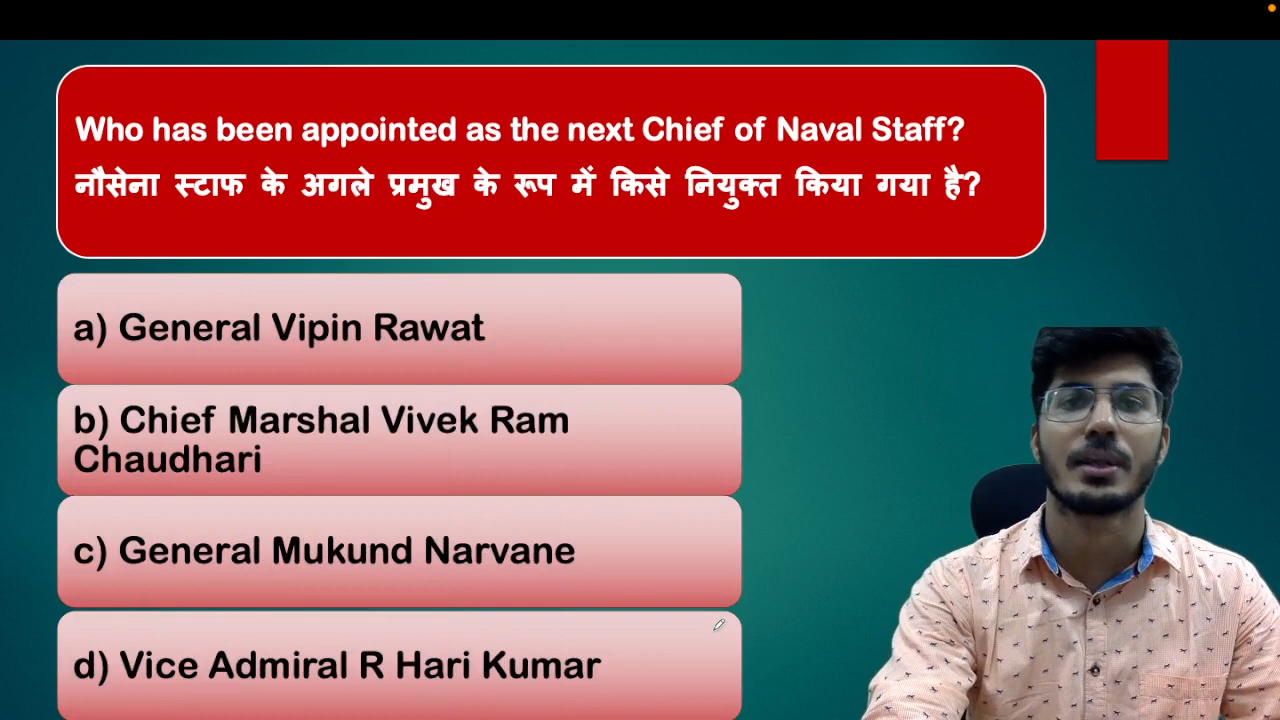 Who has been appointed as the next Chief of Naval Staff?
नौसेना स्टाफ के अगले प्रमुख के रूप में किसे नियुक्त किया गया है?
a) General Vipin Rawat
b) Chief Marshal Vivek Ram
Chaudhari
c) General Mukund Narvane
d) Vice Admiral R Hari Kumar